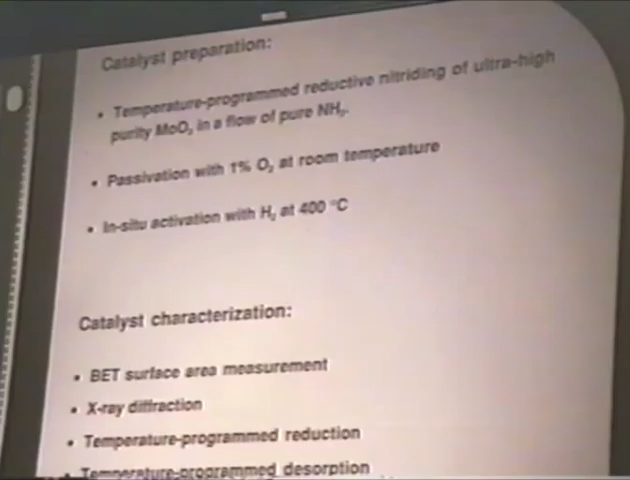 Catalyst preparation:
• Temperature-programmed reductive nitriding of ultra-high
purity MoO₃ in a flow of pure NH₃.
• Passivation with 1% O₂ at room temperature
• In-situ activation with H₂ at 400 °C
Catalyst characterization:
• BET surface area measurement
• X-ray diffraction
• Temperature-programmed reduction
• Temperature-programmed desorption